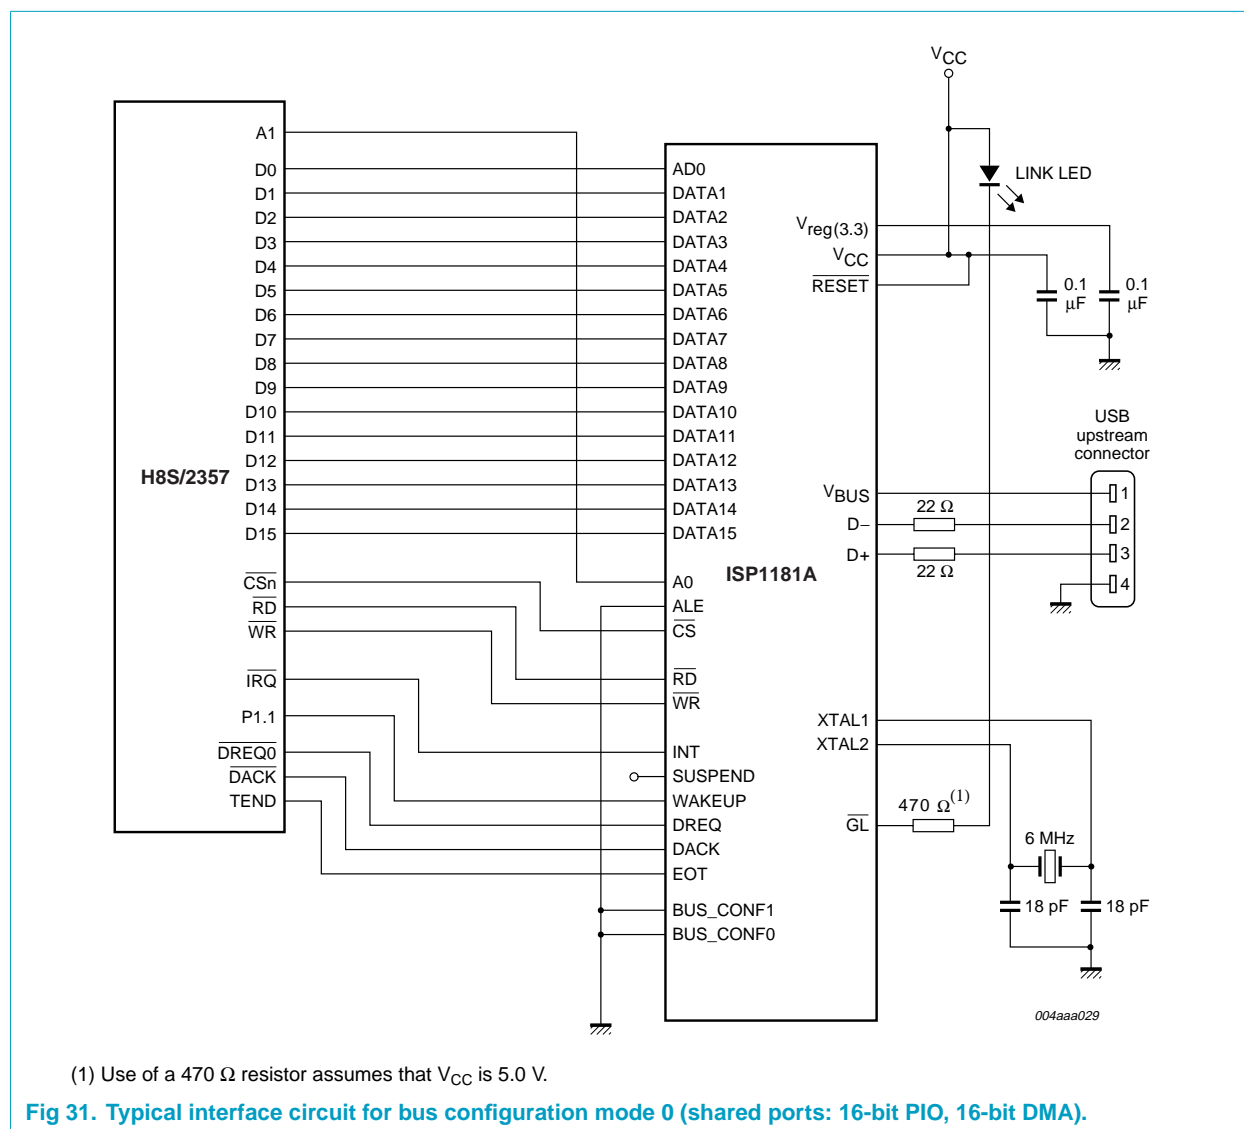 V_CC
H8S/2357
A1
D0
D1
D2
D3
D4
D5
D6
D7
D8
D9
D10
D11
D12
D13
D14
D15
CSn
RD
WR
IRQ
P1.1
DREQ0
DACK
TEND
ISP1181A
AD0
DATA1
DATA2
DATA3
DATA4
DATA5
DATA6
DATA7
DATA8
DATA9
DATA10
DATA11
DATA12
DATA13
DATA14
DATA15
A0
ALE
CS
RD
WR
INT
SUSPEND
WAKEUP
DREQ
DACK
EOT
BUS_CONF1
BUS_CONF0
V_reg(3.3)
V_CC
RESET
V_BUS
D−
D+
XTAL1
XTAL2
GL
LINK LED
0.1
μF
0.1
μF
USB
upstream
connector
1
2
3
4
22 Ω
22 Ω
470 Ω(1)
6 MHz
18 pF
18 pF
004aaa029
(1) Use of a 470 Ω resistor assumes that V_CC is 5.0 V.
Fig 31. Typical interface circuit for bus configuration mode 0 (shared ports: 16-bit PIO, 16-bit DMA).